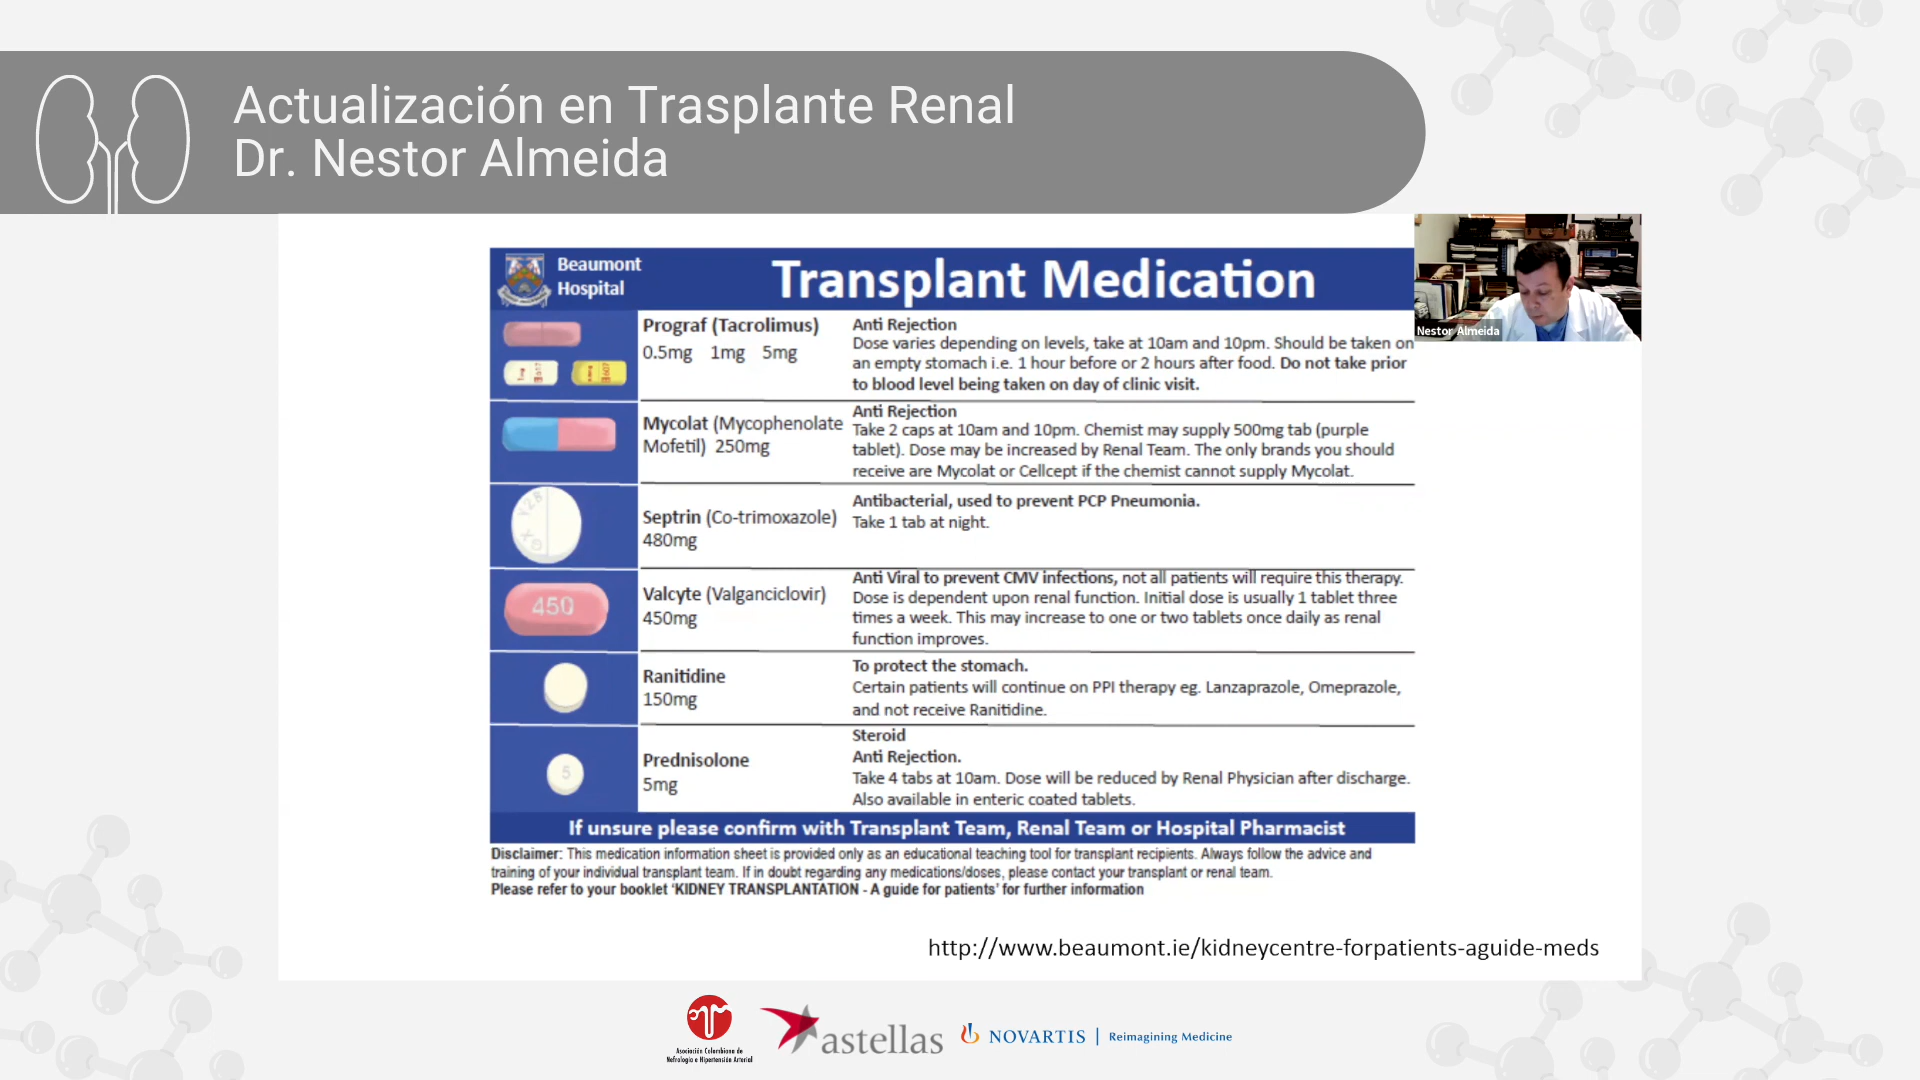 Actualización en Trasplante Renal
Dr. Nestor Almeida
Beaumont
Hospital
Transplant Medication
Nestor Almeida
Prograf (Tacrolimus)
0.5mg 1mg 5mg
Anti Rejection
Dose varies depending on levels, take at 10am and 10pm. Should be taken on
an empty stomach i.e. 1 hour before or 2 hours after food. Do not take prior
to blood level being taken on day of clinic visit.
Mycolat (Mycophenolate
Mofetil) 250mg
Anti Rejection
Take 2 caps at 10am and 10pm. Chemist may supply 500mg tab (purple
tablet). Dose may be increased by Renal Team. The only brands you should
receive are Mycolat or Cellcept if the chemist cannot supply Mycolat.
Septrin (Co-trimoxazole)
480mg
Antibacterial, used to prevent PCP Pneumonia.
Take 1 tab at night.
450
Valcyte (Valganciclovir)
450mg
Anti Viral to prevent CMV infections, not all patients will require this therapy.
Dose is dependent upon renal function. Initial dose is usually 1 tablet three
times a week. This may increase to one or two tablets once daily as renal
function improves.
Ranitidine
150mg
To protect the stomach.
Certain patients will continue on PPI therapy eg. Lanzaprazole, Omeprazole,
and not receive Ranitidine.
5
Prednisolone
5mg
Steroid
Anti Rejection.
Take 4 tabs at 10am. Dose will be reduced by Renal Physician after discharge.
Also available in enteric coated tablets.
If unsure please confirm with Transplant Team, Renal Team or Hospital Pharmacist
Disclaimer: This medication information sheet is provided only as an educational teaching tool for transplant recipients. Always follow the advice and
training of your individual transplant team. If in doubt regarding any medications/doses, please contact your transplant or renal team.
Please refer to your booklet ‘KIDNEY TRANSPLANTATION - A guide for patients’ for further information
http://www.beaumont.ie/kidneycentre-forpatients-aguide-meds
Asociación Colombiana de
Nefrología e Hipertensión Arterial
astellas
NOVARTIS | Reimagining Medicine